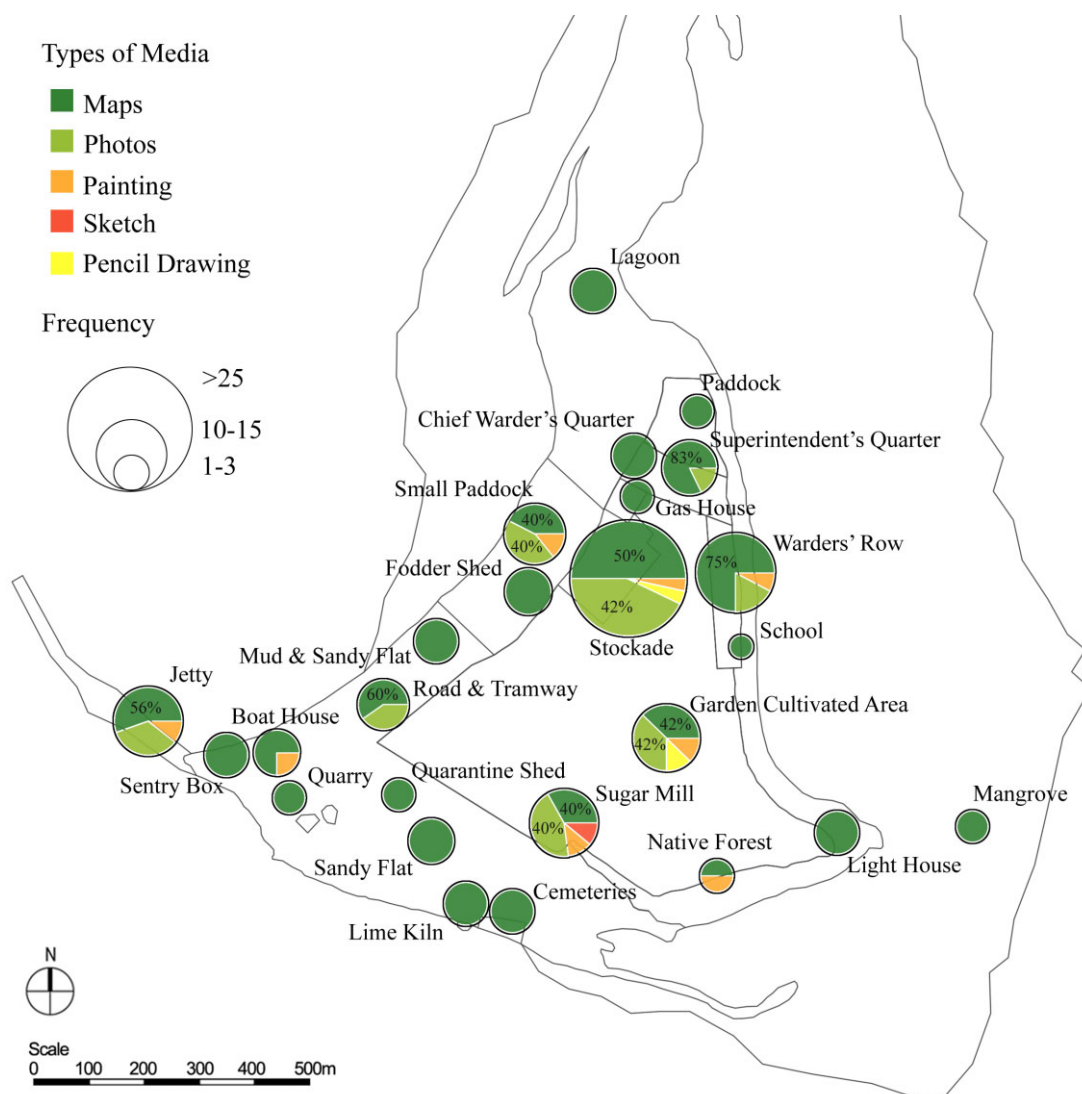 Types of Media
Maps
Photos
Painting
Sketch
Pencil Drawing
Frequency
>25
10-15
1-3
Lagoon
Paddock
Chief Warder’s Quarter
Superintendent’s Quarter
83%
Small Paddock
Gas House
40%
40%
Warders’ Row
50%
75%
Fodder Shed
42%
School
Stockade
Mud & Sandy Flat
Jetty
Road & Tramway
60%
Garden Cultivated Area
56%
Boat House
42%
42%
Sentry Box
Quarry
Quarantine Shed
Sugar Mill
Mangrove
40%
40%
Native Forest
Sandy Flat
Light House
Cemeteries
Lime Kiln
N
Scale
0 100 200 300 400 500m